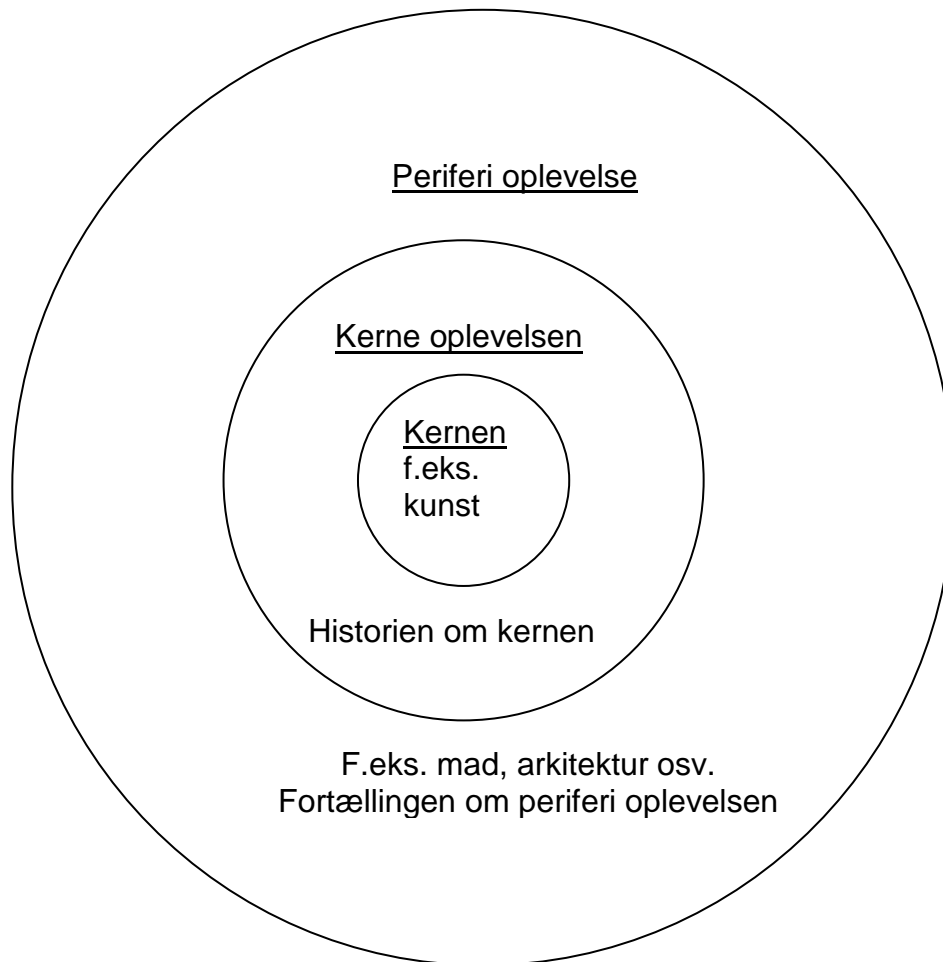 Periferi oplevelse
Kerne oplevelsen
Kernen
f.eks.
kunst
Historien om kernen
F.eks. mad, arkitektur osv.
Fortællingen om periferi oplevelsen